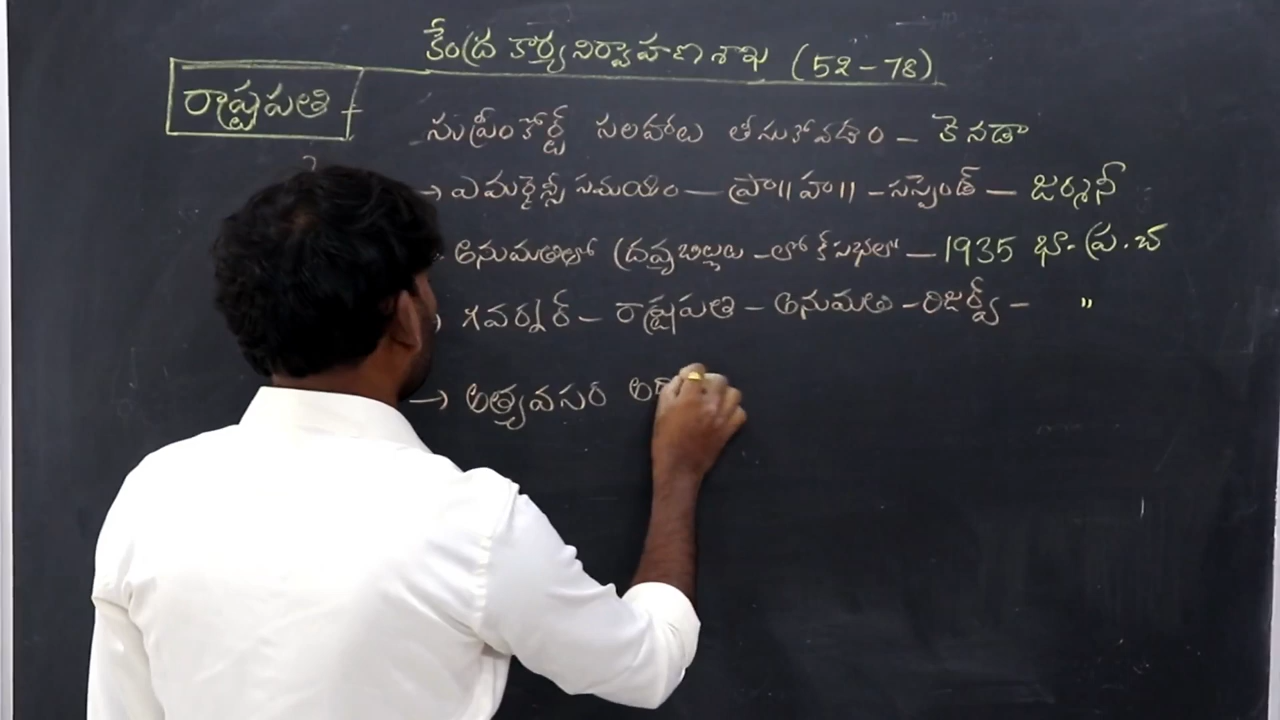 కేంద్ర కార్యనిర్వాహణ శాఖ (52-78)
రాష్ట్రపతి -
సుప్రీంకోర్ట్ సలహాలు తీసుకోవడం - కెనడా
→ ఎమర్జెన్సీ సమయం - ప్రా|| హ|| - సస్పెండ్ - జర్మనీ
అనుమతితో ద్రవ్యబిల్లులు - లోక్ సభలో - 1935 భా. ప్ర. చ
గవర్నర్ - రాష్ట్రపతి - అనుమతి - రిజర్వ్ - "
→ అత్యవసర